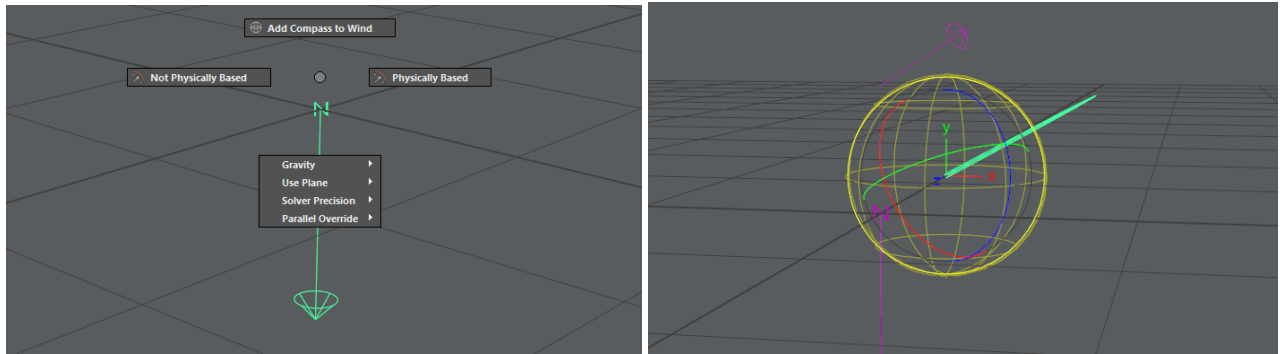 Add Compass to Wind
Not Physically Based
Physically Based
N
Gravity
Use Plane
Solver Precision
Parallel Override
y
z
x
N